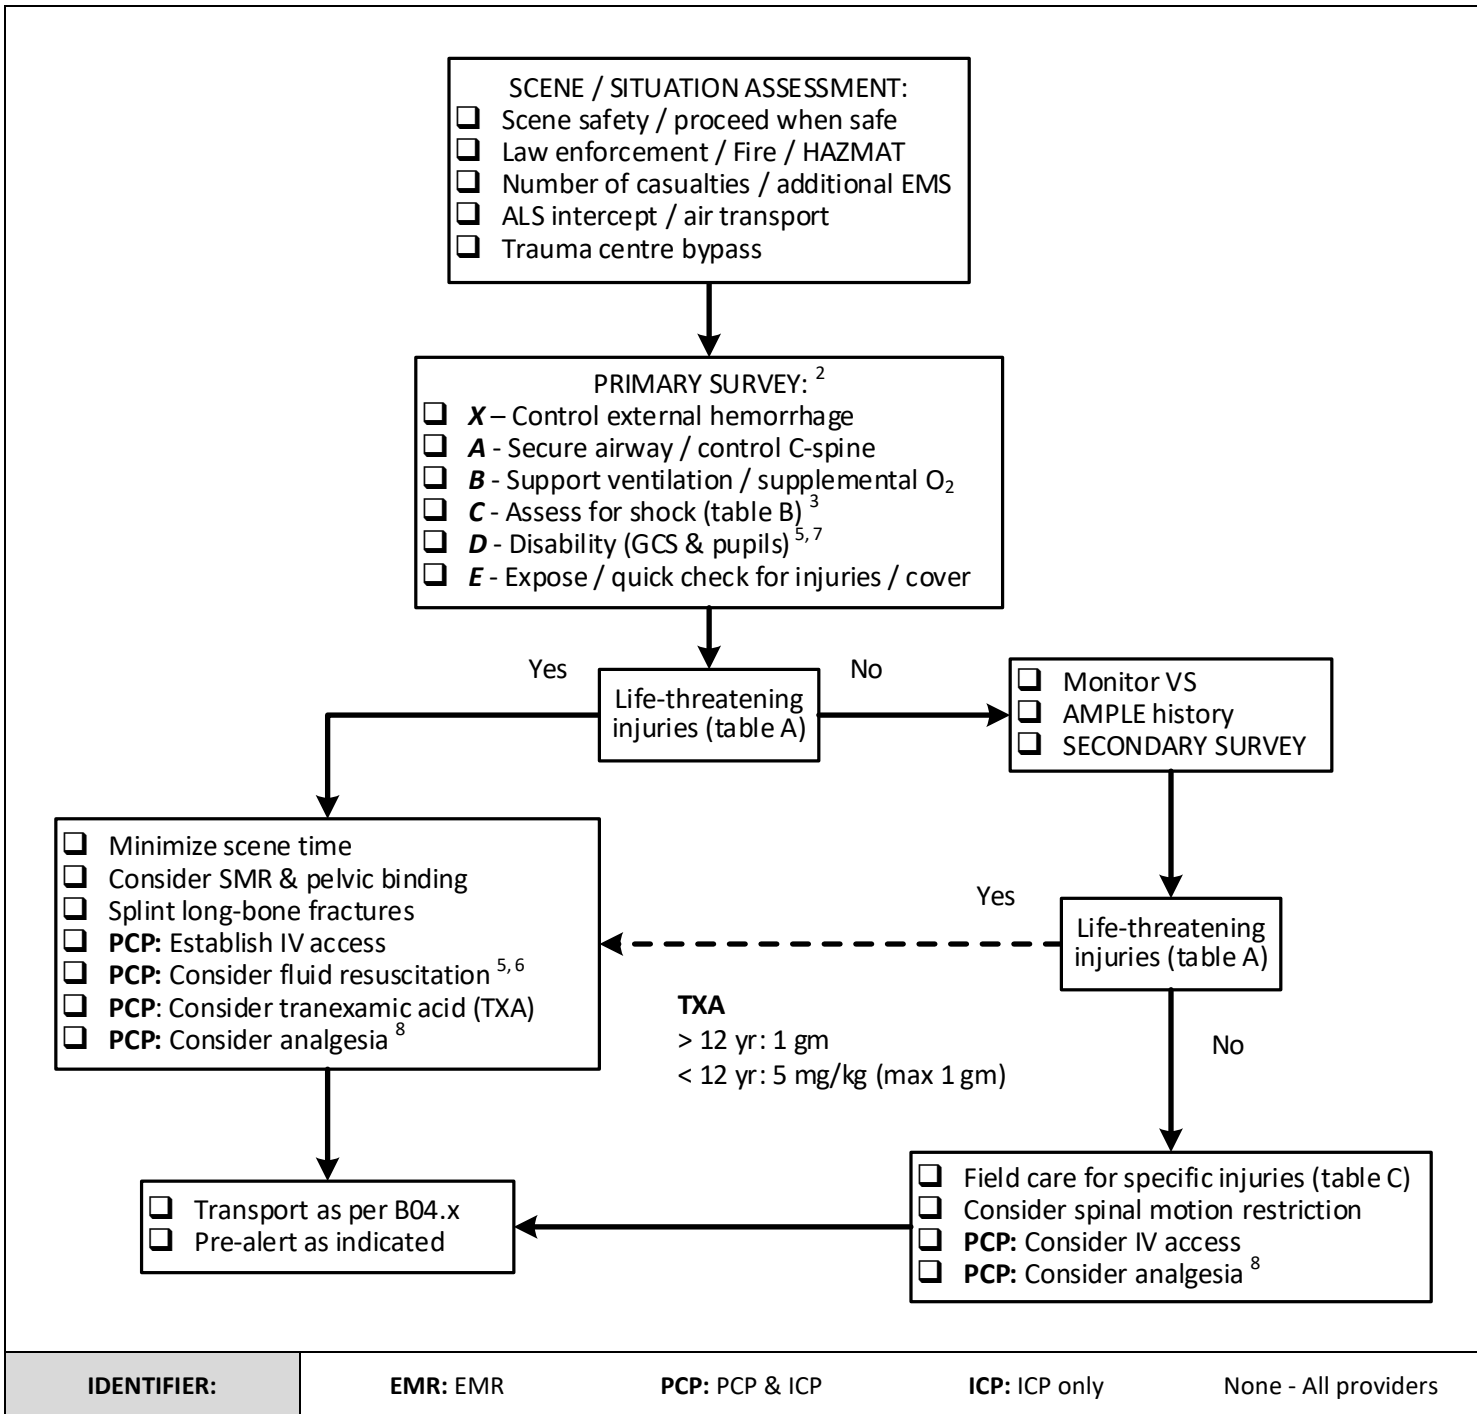 SCENE / SITUATION ASSESSMENT:
❑ Scene safety / proceed when safe
❑ Law enforcement / Fire / HAZMAT
❑ Number of casualties / additional EMS
❑ ALS intercept / air transport
❑ Trauma centre bypass
PRIMARY SURVEY: 2
❑ X – Control external hemorrhage
❑ A - Secure airway / control C-spine
❑ B - Support ventilation / supplemental O2
❑ C - Assess for shock (table B) 3
❑ D - Disability (GCS & pupils) 5, 7
❑ E - Expose / quick check for injuries / cover
Yes
No
Life-threatening
injuries (table A)
❑ Monitor VS
❑ AMPLE history
❑ SECONDARY SURVEY
❑ Minimize scene time
❑ Consider SMR & pelvic binding
❑ Splint long-bone fractures
❑ PCP: Establish IV access
❑ PCP: Consider fluid resuscitation 5, 6
❑ PCP: Consider tranexamic acid (TXA)
❑ PCP: Consider analgesia 8
Yes
Life-threatening
injuries (table A)
TXA
> 12 yr: 1 gm
< 12 yr: 5 mg/kg (max 1 gm)
No
❑ Field care for specific injuries (table C)
❑ Consider spinal motion restriction
❑ PCP: Consider IV access
❑ PCP: Consider analgesia 8
❑ Transport as per B04.x
❑ Pre-alert as indicated
IDENTIFIER: EMR: EMR PCP: PCP & ICP ICP: ICP only None - All providers